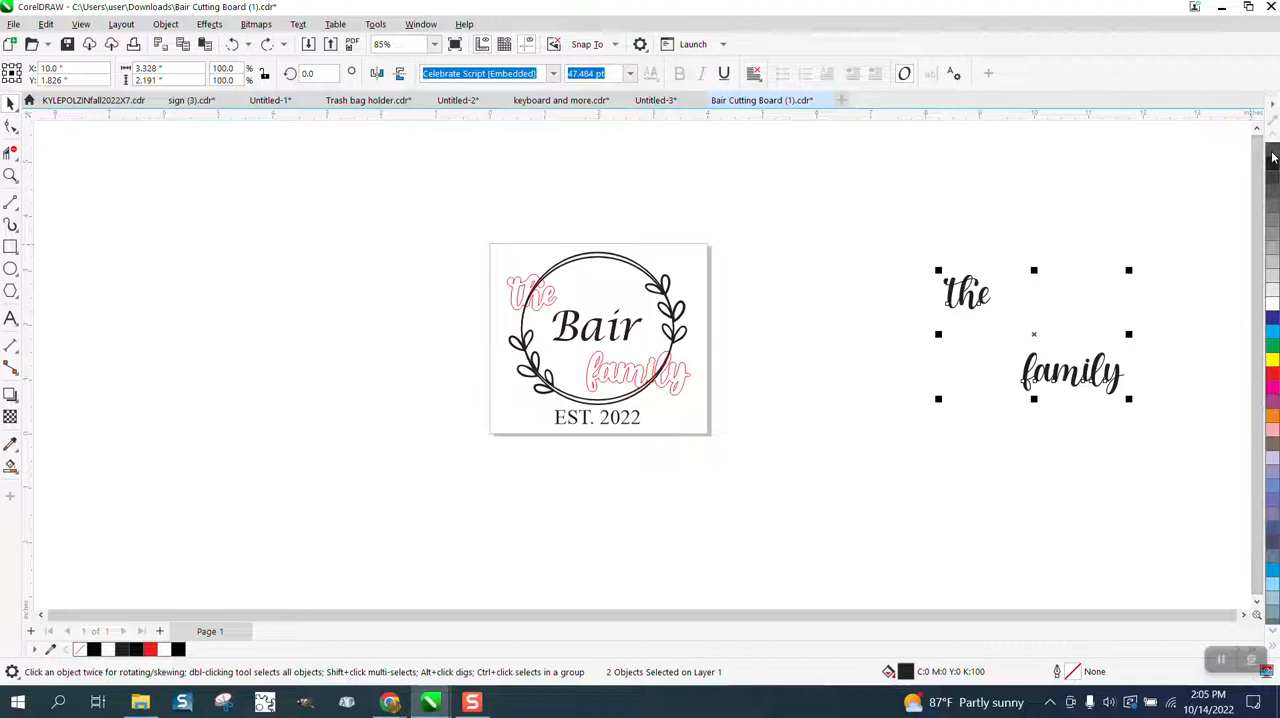 CorelDRAW - C:\Users\user\Downloads\Bair Cutting Board (1).cdr*
File Edit View Layout Object Effects Bitmaps Text Table Tools Window Help
85% PDF Snap To Launch
X: 10.0 " 3.328 " 100.0 % 0.0 Celebrate Script [Embedded] 47.484 pt
Y: 1.826 " 2.191 " 100.0 %
KYLEPOLZINfall2022X7.cdr sign (3).cdr* Untitled-1* Trash bag holder.cdr* Untitled-2* keyboard and more.cdr* Untitled-3* Bair Cutting Board (1).cdr*
inches
the
Bair
family
EST. 2022
the
family
inches
1 of 1 Page 1
Click an object twice for rotating/skewing; dbl-clicking tool selects all objects; Shift+click multi-selects; Alt+click digs; Ctrl+click selects in a group 2 Objects Selected on Layer 1 C:0 M:0 Y:0 K:100 None
87°F Partly sunny 2:05 PM
10/14/2022